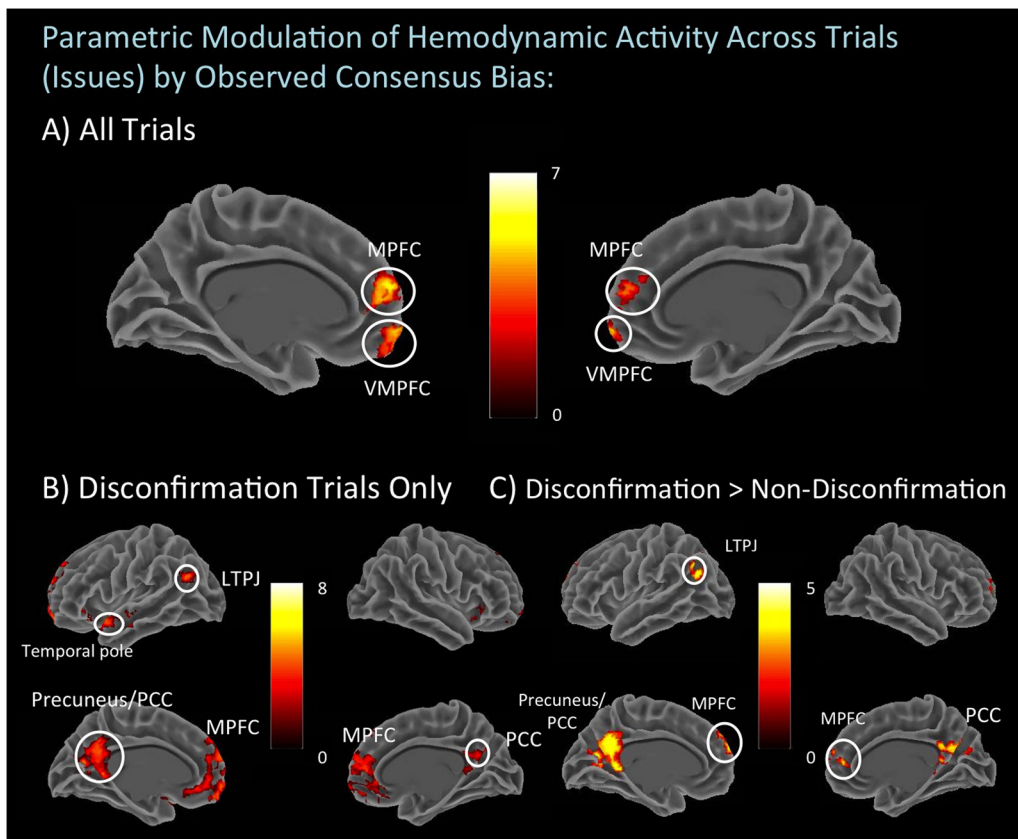 Parametric Modulation of Hemodynamic Activity Across Trials
(Issues) by Observed Consensus Bias:
A) All Trials
7
MPFC
MPFC
VMPFC
VMPFC
0
B) Disconfirmation Trials Only
C) Disconfirmation > Non-Disconfirmation
LTPJ
8
Temporal pole
Precuneus/PCC
MPFC
MPFC
PCC
0
LTPJ
5
Precuneus/
PCC
MPFC
MPFC
PCC
0